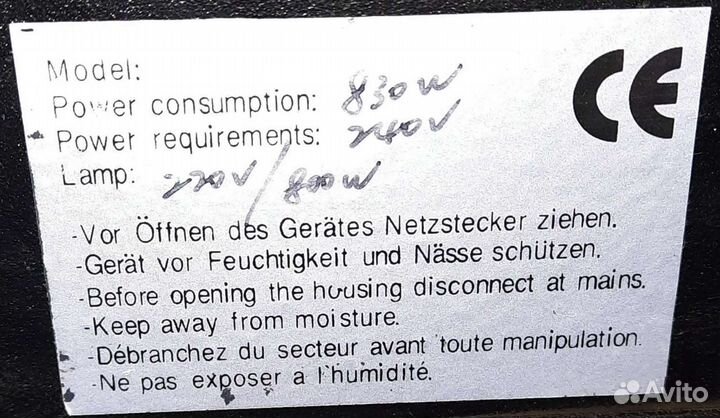 Model:
Power consumption: 830W
Power requirements: 240V
Lamp: 220V/800W
CE
-Vor Öffnen des Gerätes Netzstecker ziehen.
-Gerät vor Feuchtigkeit und Nässe schützen.
-Before opening the housing disconnect at mains.
-Keep away from moisture.
-Débranchez du secteur avant toute manipulation.
-Ne pas exposer a l'humidité.
Avito